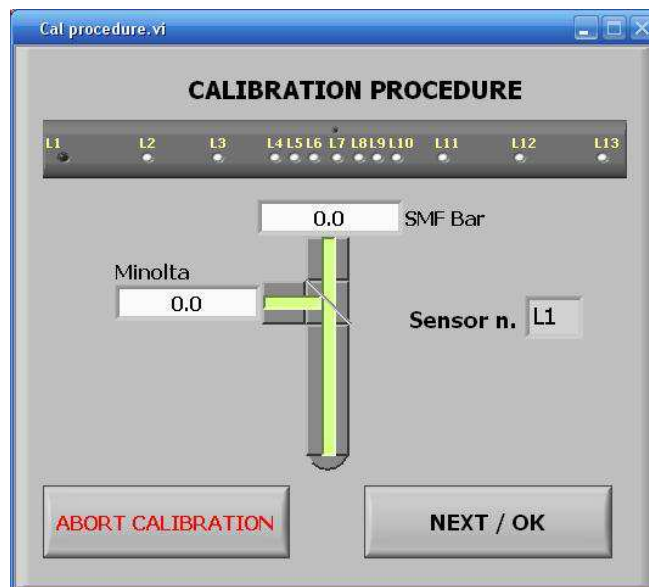 Cal procedure.vi
CALIBRATION PROCEDURE
L1 L2 L3 L4 L5 L6 L7 L8 L9 L10 L11 L12 L13
0.0 SMF Bar
Minolta
0.0
Sensor n. L1
ABORT CALIBRATION NEXT / OK